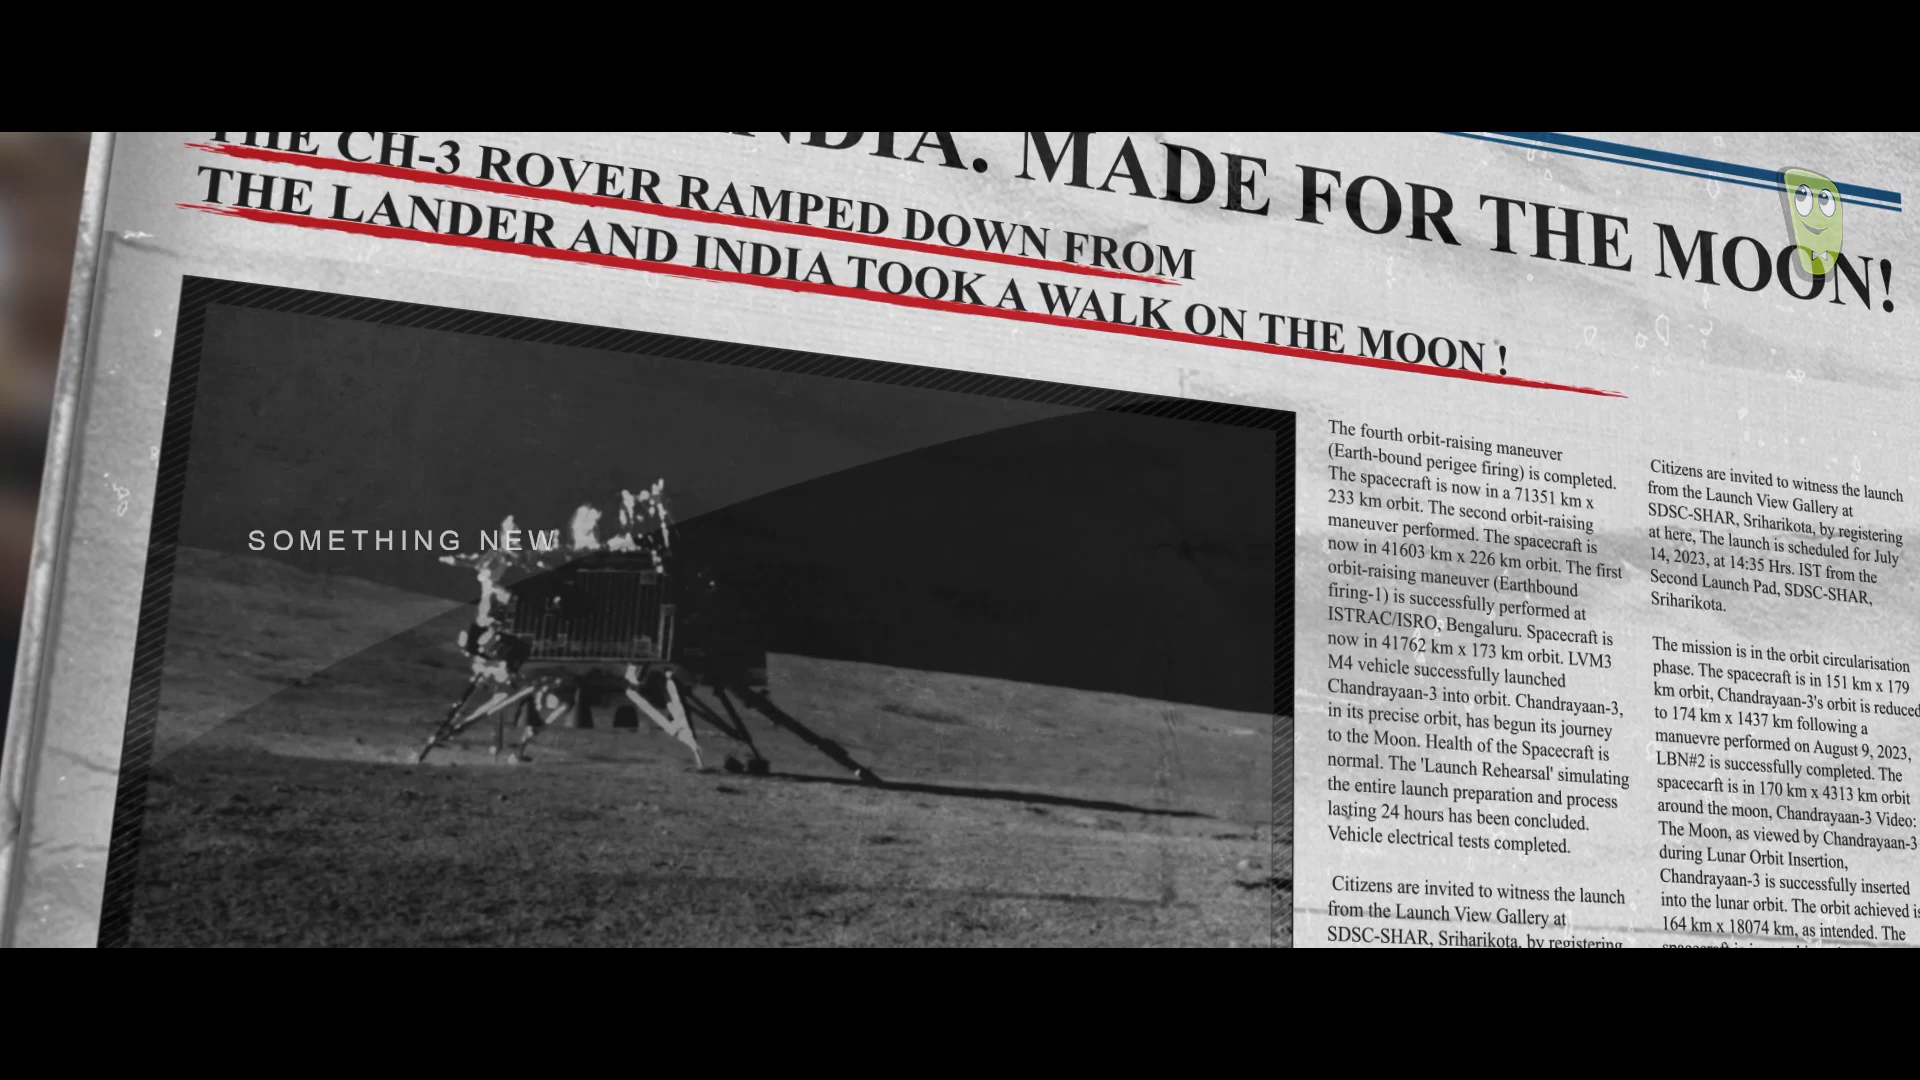 NDIA. MADE FOR THE MOON!
THE CH-3 ROVER RAMPED DOWN FROM
THE LANDER AND INDIA TOOK A WALK ON THE MOON !
SOMETHING NEW
The fourth orbit-raising maneuver
(Earth-bound perigee firing) is completed.
The spacecraft is now in a 71351 km x
233 km orbit. The second orbit-raising
maneuver performed. The spacecraft is
now in 41603 km x 226 km orbit. The first
orbit-raising maneuver (Earthbound
firing-1) is successfully performed at
ISTRAC/ISRO, Bengaluru. Spacecraft is
now in 41762 km x 173 km orbit. LVM3
M4 vehicle successfully launched
Chandrayaan-3 into orbit. Chandrayaan-3,
in its precise orbit, has begun its journey
to the Moon. Health of the Spacecraft is
normal. The 'Launch Rehearsal' simulating
the entire launch preparation and process
lasting 24 hours has been concluded.
Vehicle electrical tests completed.
Citizens are invited to witness the launch
from the Launch View Gallery at
SDSC-SHAR, Sriharikota, by registering
Citizens are invited to witness the launch
from the Launch View Gallery at
SDSC-SHAR, Sriharikota, by registering
at here, The launch is scheduled for July
14, 2023, at 14:35 Hrs. IST from the
Second Launch Pad, SDSC-SHAR,
Sriharikota.
The mission is in the orbit circularisation
phase. The spacecraft is in 151 km x 179
km orbit, Chandrayaan-3's orbit is reduced
to 174 km x 1437 km following a
manuevre performed on August 9, 2023,
LBN#2 is successfully completed. The
spacecarft is in 170 km x 4313 km orbit
around the moon, Chandrayaan-3 Video:
The Moon, as viewed by Chandrayaan-3
during Lunar Orbit Insertion,
Chandrayaan-3 is successfully inserted
into the lunar orbit. The orbit achieved is
164 km x 18074 km, as intended. The